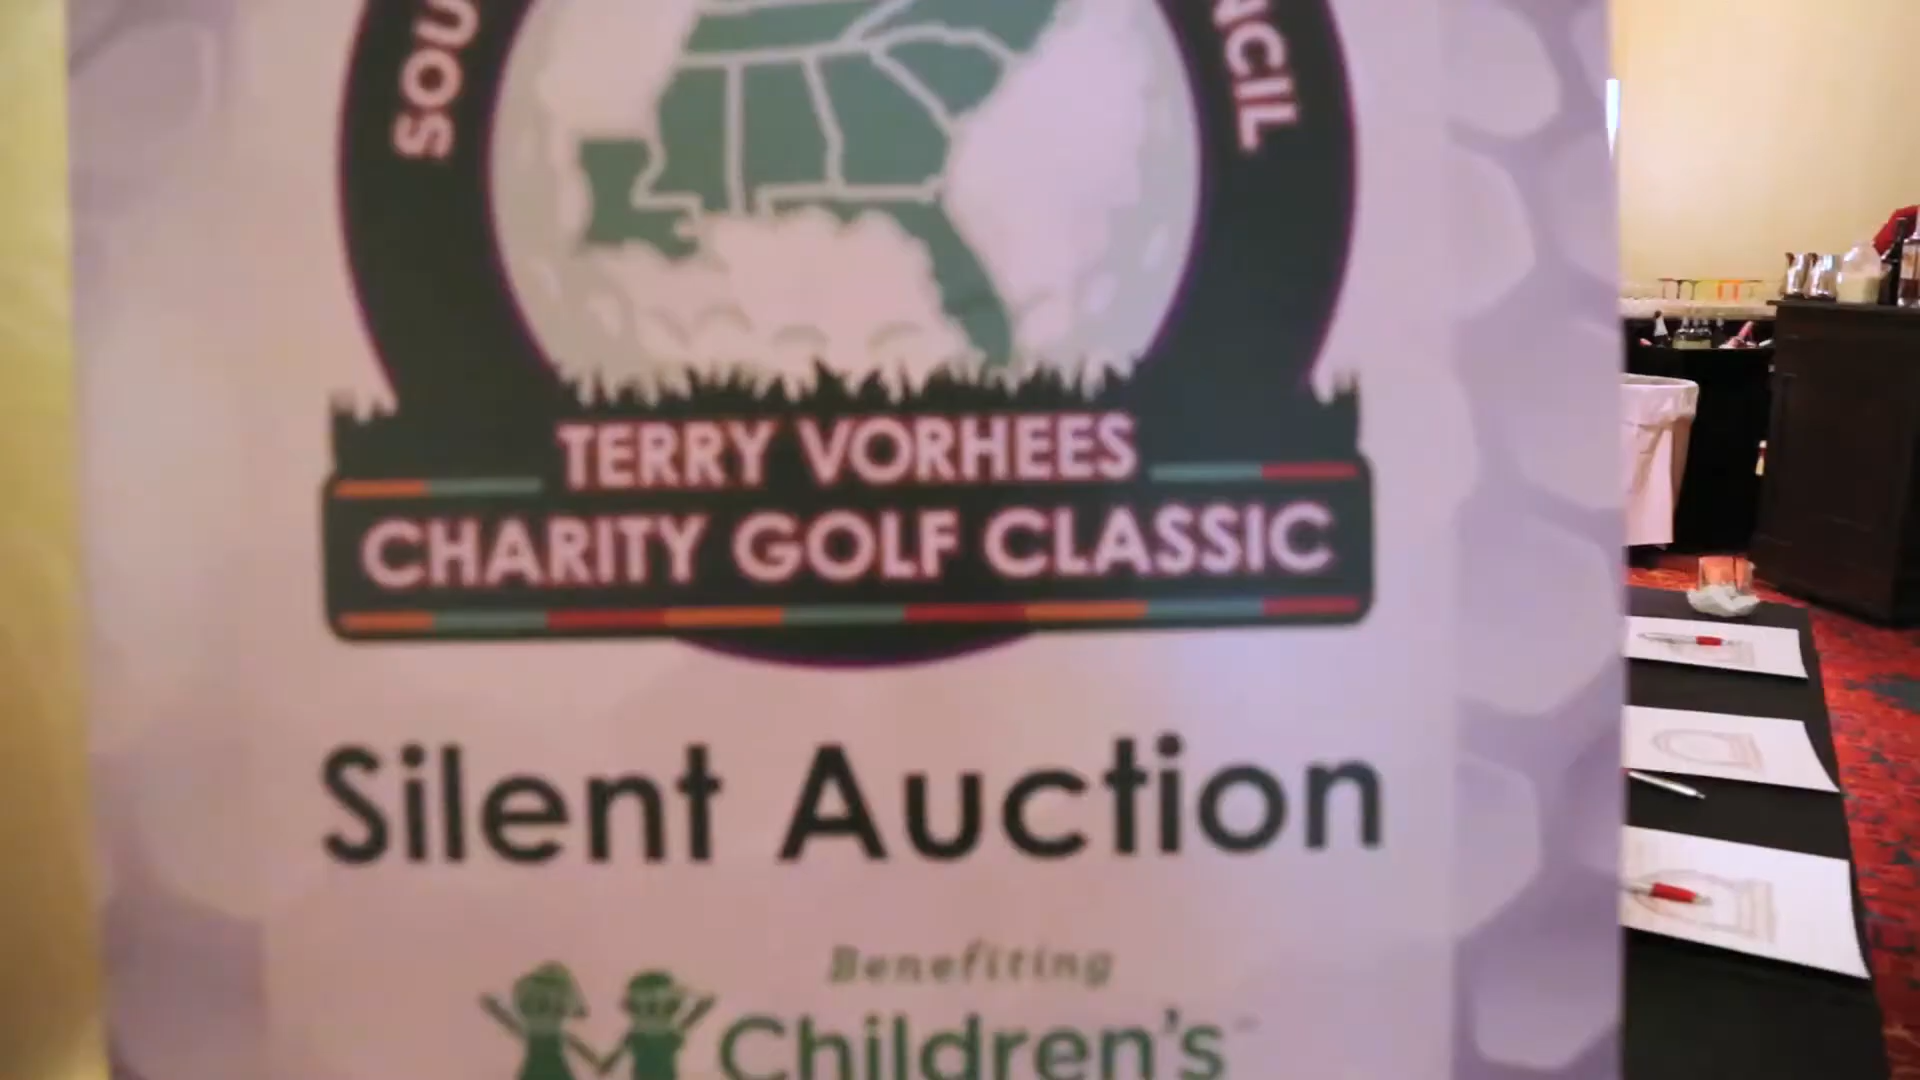 SOU
NCIL
TERRY VORHEES
CHARITY GOLF CLASSIC
Silent Auction
Benefiting
Children's